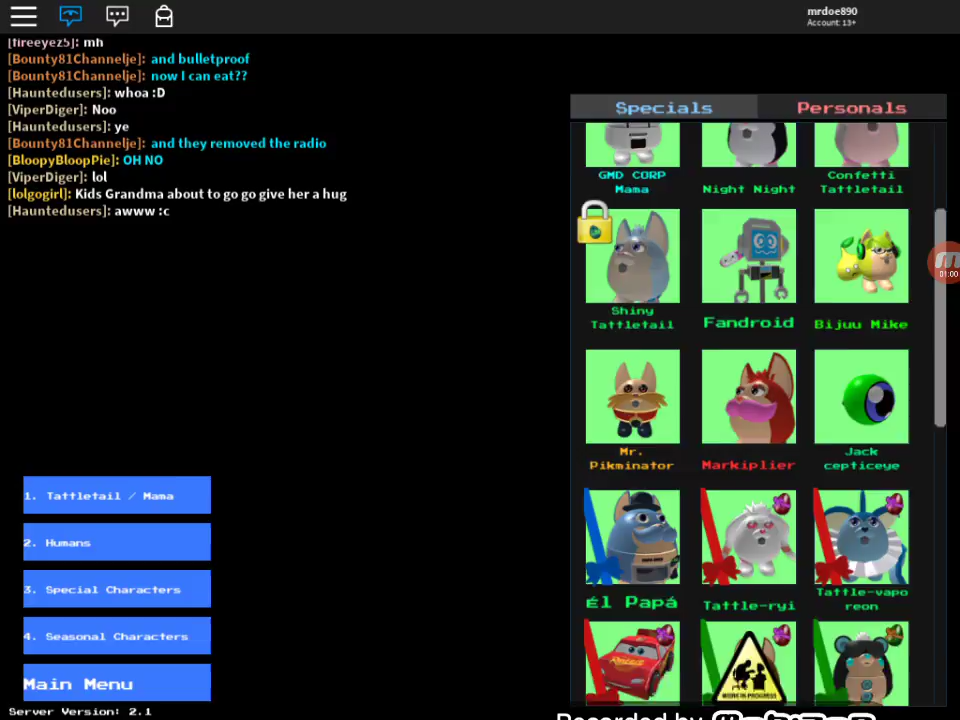 mrdoe890
Account: 13+
[fireeyez5]: mh
[Bounty81Channelje]: and bulletproof
[Bounty81Channelje]: now I can eat??
[Hauntedusers]: whoa :D
[ViperDiger]: Noo
[Hauntedusers]: ye
[Bounty81Channelje]: and they removed the radio
[BloopyBloopPie]: OH NO
[ViperDiger]: lol
[lolgogirl]: Kids Grandma about to go go give her a hug
[Hauntedusers]: awww :c
Specials
Personals
GMD CORP
Mama
Night Night
Confetti
Tattletail
01:00
Shiny
Tattletail
Fandroid
Bijuu Mike
Mr.
Pikminator
Markiplier
Jack
cepticeye
Él Papá
Tattle-ryi
Tattle-vapo
reon
1. Tattletail / Mama
2. Humans
3. Special Characters
4. Seasonal Characters
Main Menu
Server Version: 2.1
Recorded by